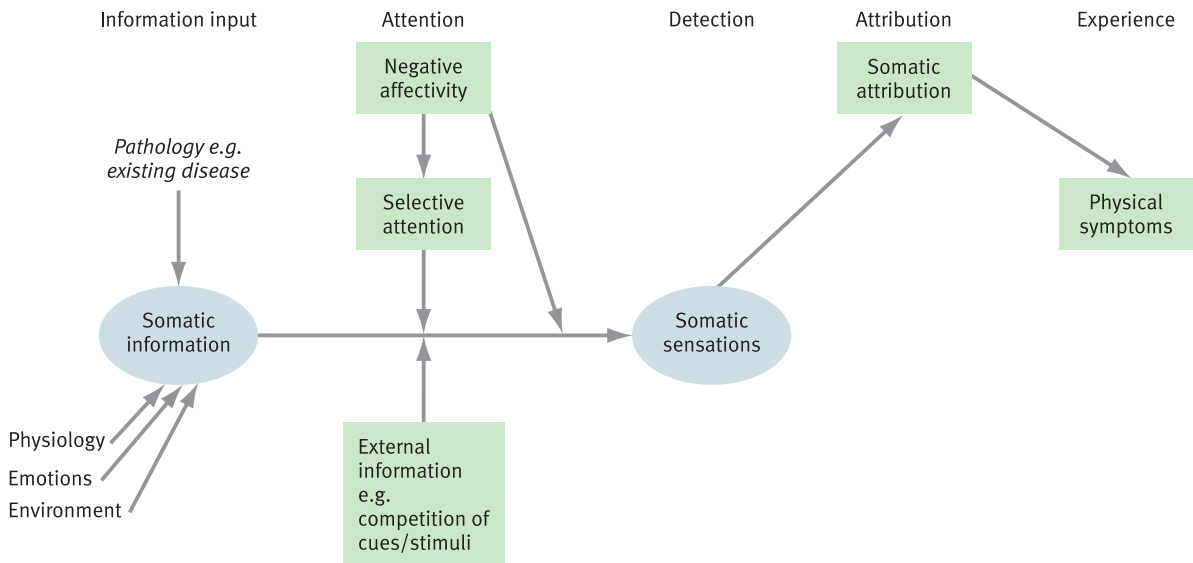 Information input
Attention
Detection
Attribution
Experience
Negative
affectivity
Somatic
attribution
Pathology e.g.
existing disease
Selective
attention
Physical
symptoms
Somatic
information
Somatic
sensations
Physiology
Emotions
Environment
External
information
e.g.
competition of
cues/stimuli